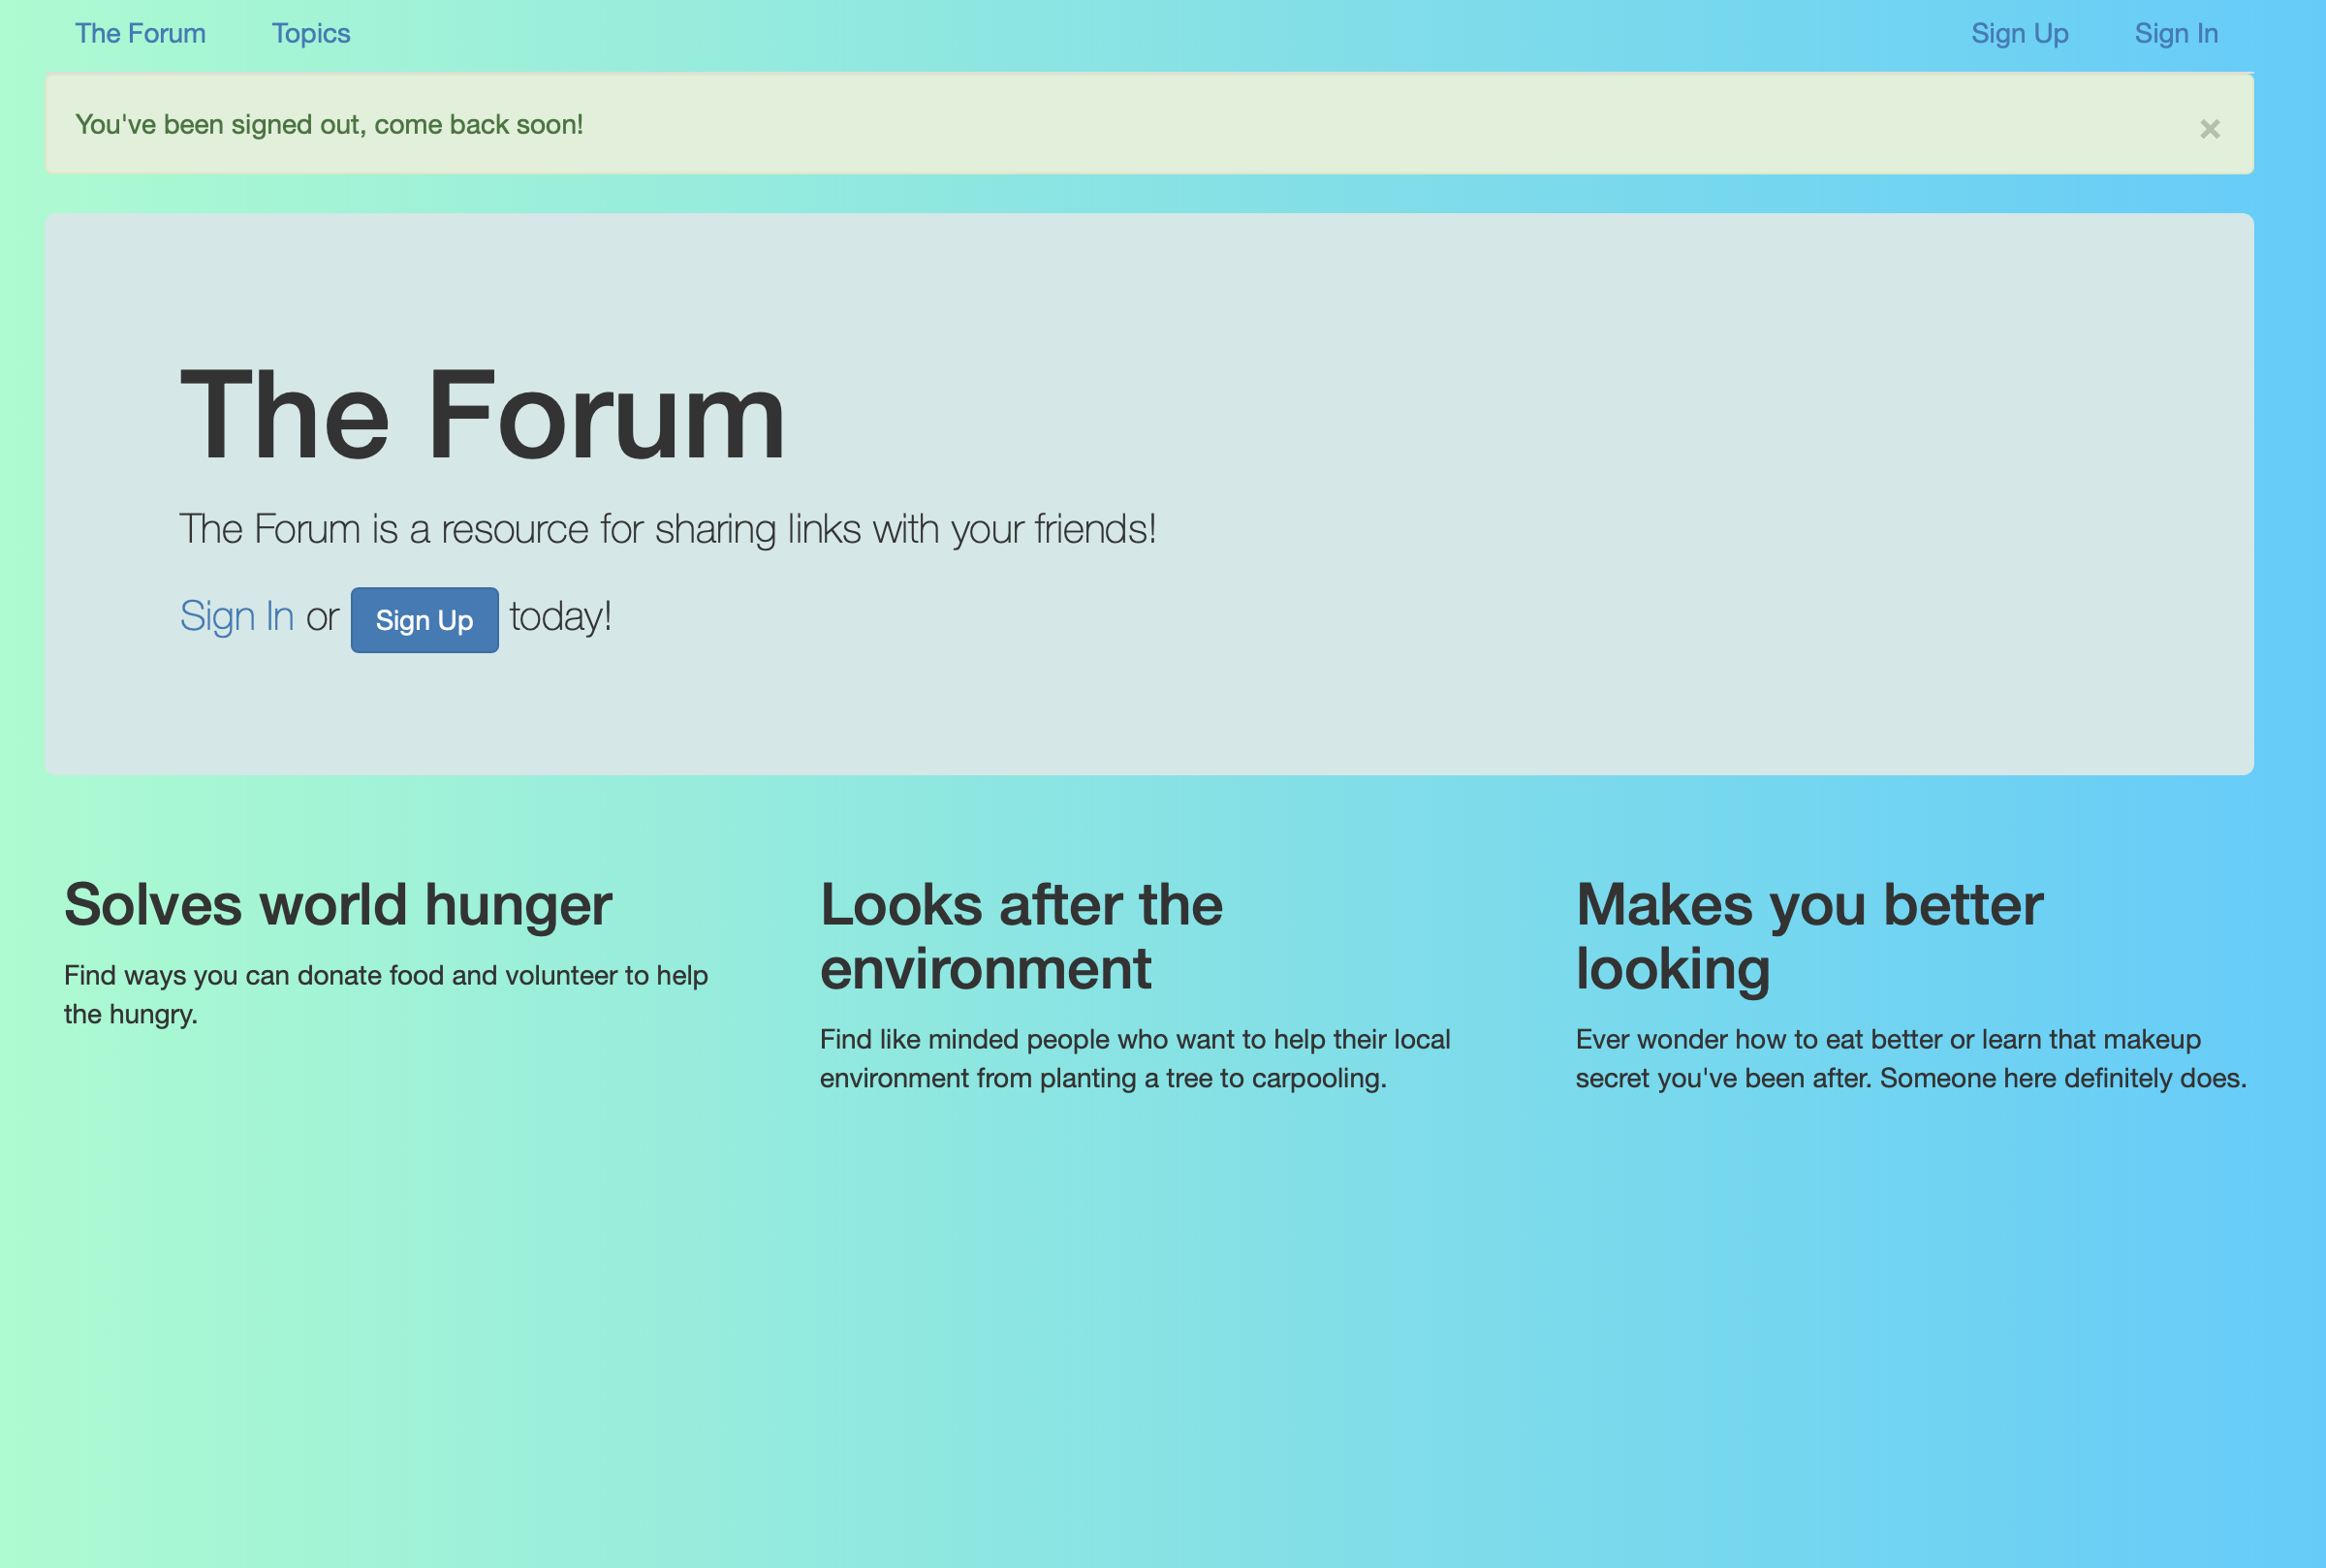 The Forum Topics Sign Up Sign In
You've been signed out, come back soon! ×
The Forum
The Forum is a resource for sharing links with your friends!
Sign In or Sign Up today!
Solves world hunger
Find ways you can donate food and volunteer to help
the hungry.
Looks after the
environment
Find like minded people who want to help their local
environment from planting a tree to carpooling.
Makes you better
looking
Ever wonder how to eat better or learn that makeup
secret you've been after. Someone here definitely does.